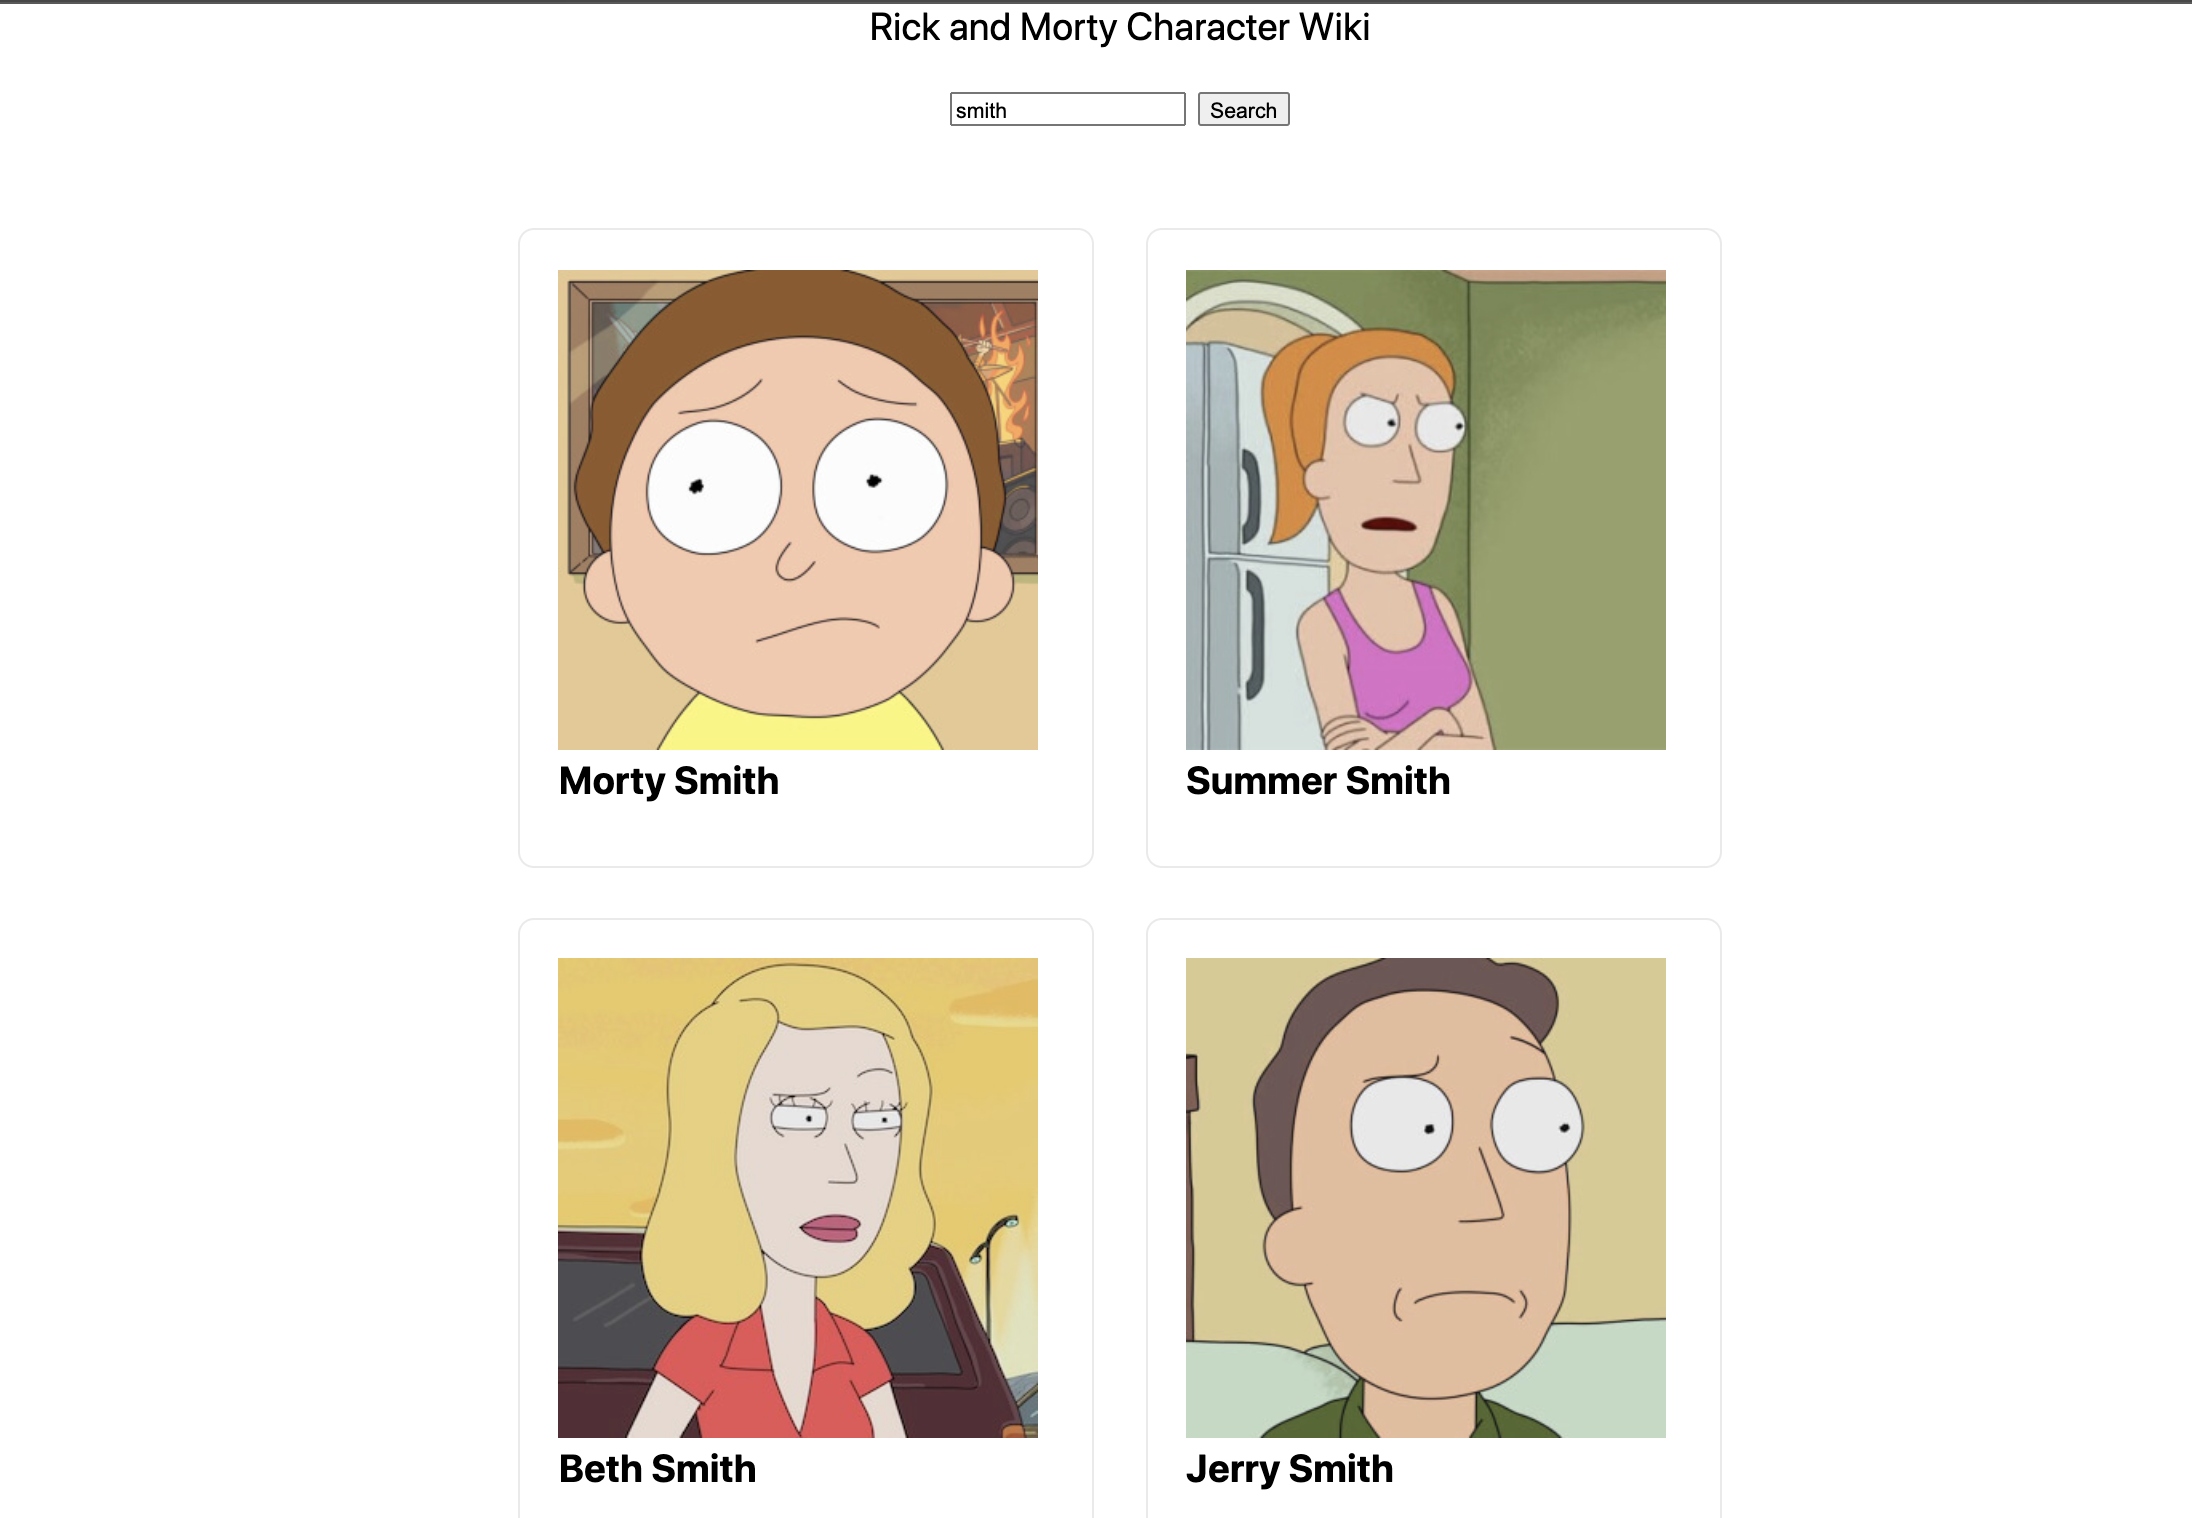 Rick and Morty Character Wiki
smith
Search
Morty Smith
Summer Smith
Beth Smith
Jerry Smith